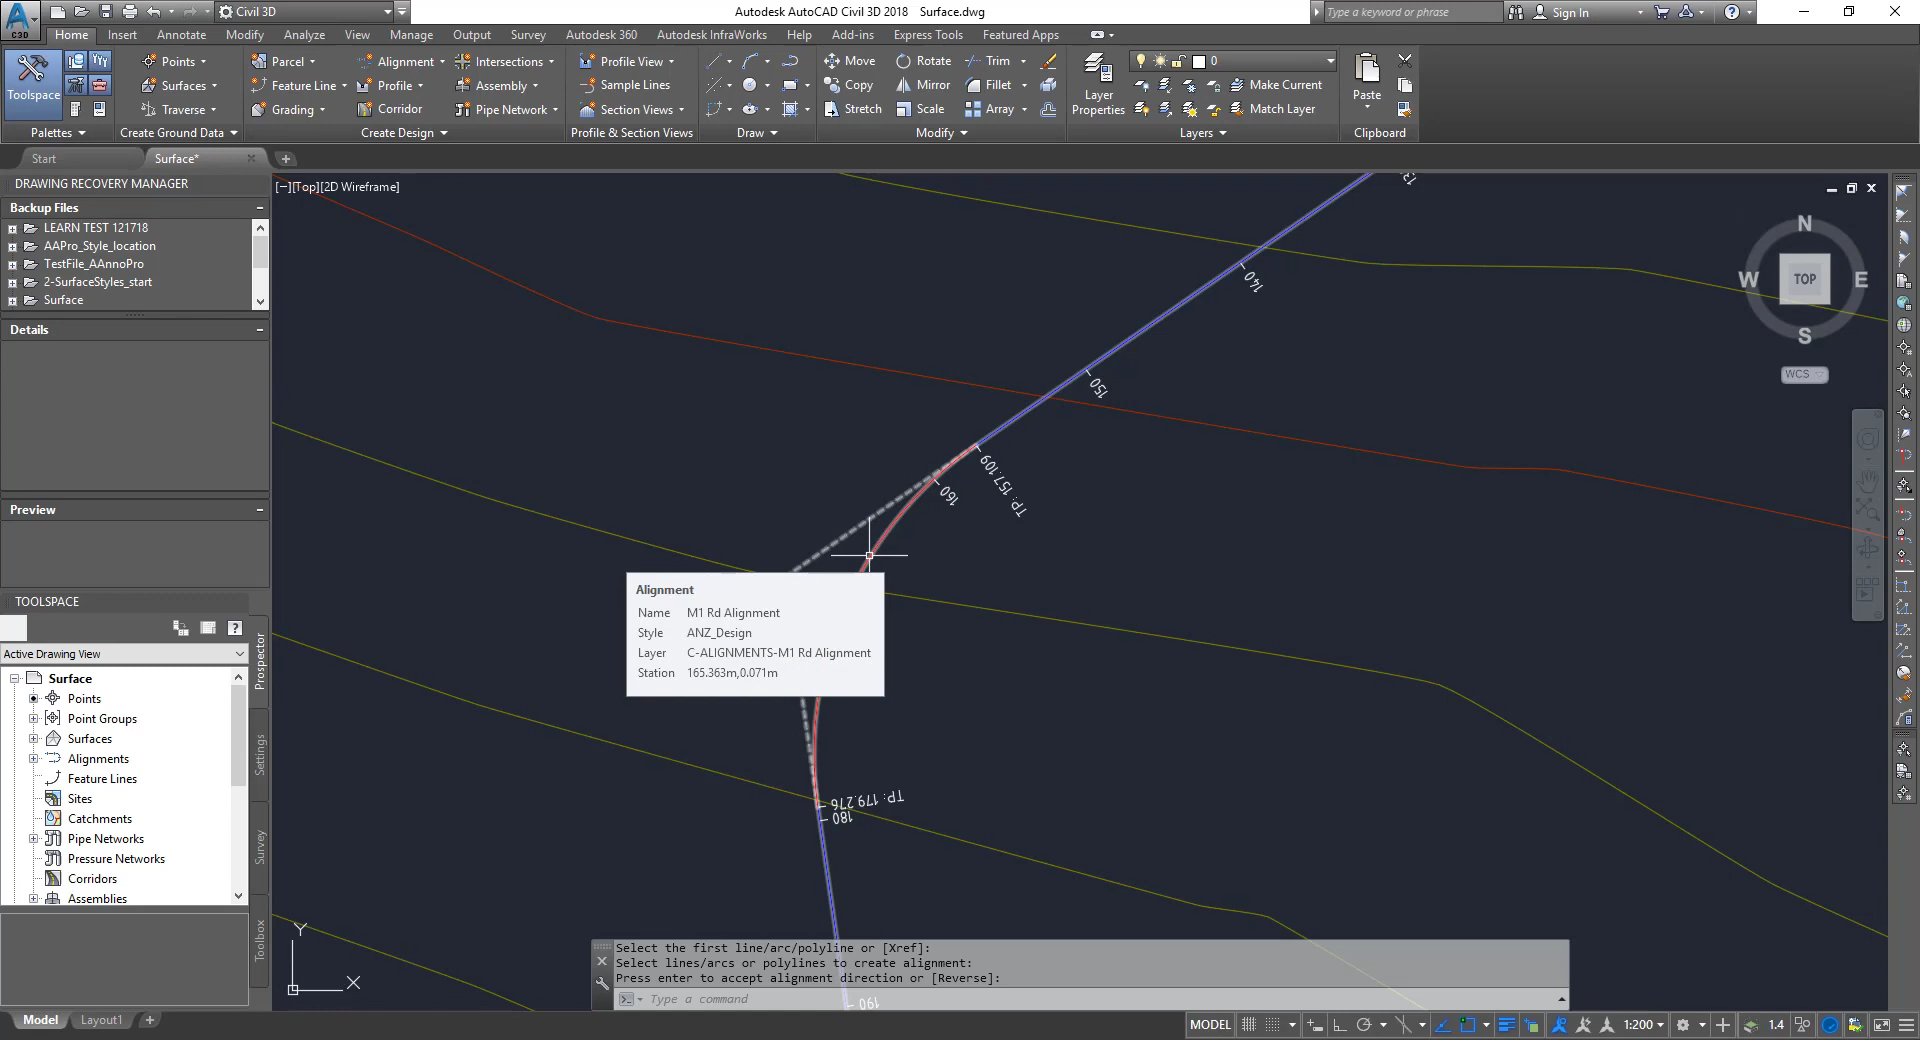 C3D
Civil 3D
Autodesk AutoCAD Civil 3D 2018 Surface.dwg
Type a keyword or phrase
Sign In
Home Insert Annotate Modify Analyze View Manage Output Survey Autodesk 360 Autodesk InfraWorks Help Add-ins Express Tools Featured Apps
Toolspace
Points Parcel Alignment Intersections Profile View Move Rotate Trim 0
Surfaces Feature Line Profile Assembly Sample Lines Copy Mirror Fillet Make Current
Traverse Grading Corridor Pipe Network Section Views Stretch Scale Array Match Layer
Layer Properties
Paste
Palettes Create Ground Data Create Design Profile & Section Views Draw Modify Layers Clipboard
Start Surface*
DRAWING RECOVERY MANAGER
[−][Top][2D Wireframe]
Backup Files
LEARN TEST 121718
AAPro_Style_location
TestFile_AAnnoPro
2-SurfaceStyles_start
Surface
Details
Preview
TOOLSPACE
Active Drawing View
Surface
Points
Point Groups
Surfaces
Alignments
Feature Lines
Sites
Catchments
Pipe Networks
Pressure Networks
Corridors
Assemblies
Prospector
Settings
Survey
Toolbox
N
W TOP E
S
WCS
140
150
TP: 157.109
160
Alignment
Name M1 Rd Alignment
Style ANZ_Design
Layer C-ALIGNMENTS-M1 Rd Alignment
Station 165.363m,0.071m
TP: 179.276
180
190
Y
X
Select the first line/arc/polyline or [Xref]:
Select lines/arcs or polylines to create alignment:
Press enter to accept alignment direction or [Reverse]:
Type a command
Model Layout1
MODEL 1:200 1.4